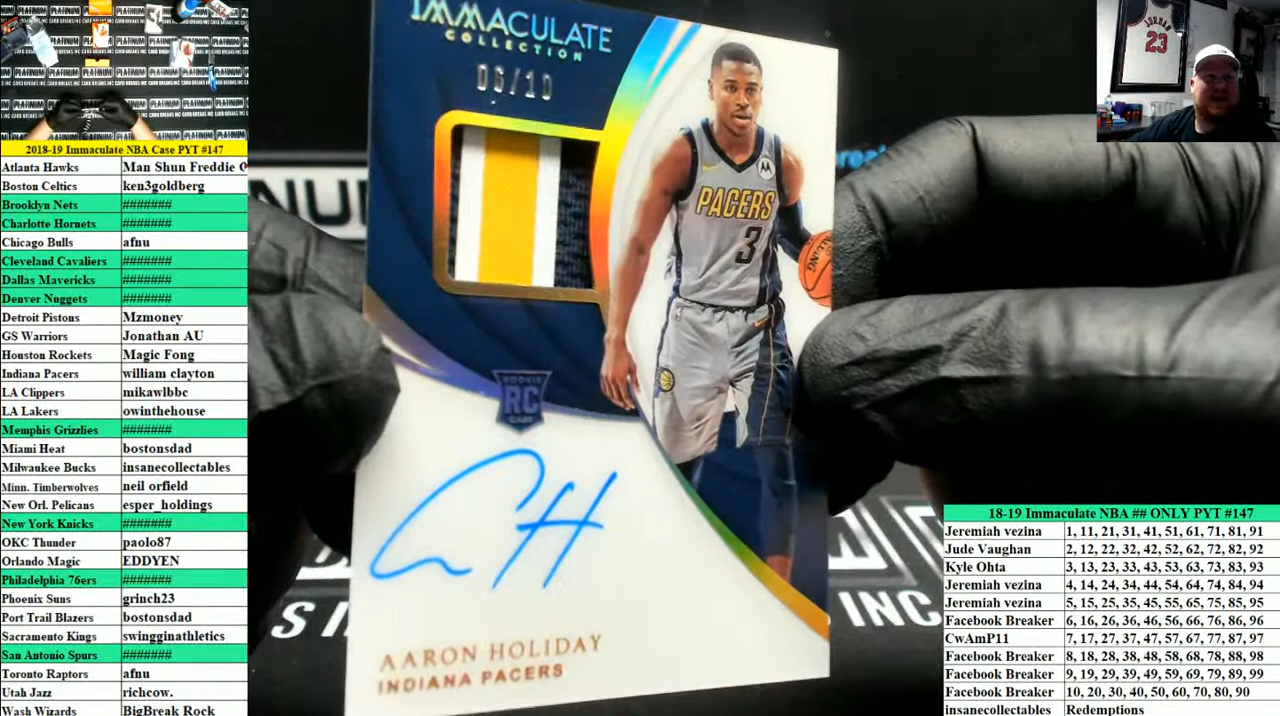 2018-19 Immaculate NBA Case PYT #147
Atlanta Hawks Man Shun Freddie
Boston Celtics ken3goldberg
Brooklyn Nets #######
Charlotte Hornets #######
Chicago Bulls afnu
Cleveland Cavaliers #######
Dallas Mavericks #######
Denver Nuggets #######
Detroit Pistons Mzmoney
GS Warriors Jonathan AU
Houston Rockets Magic Fong
Indiana Pacers william clayton
LA Clippers mikawlbbc
LA Lakers owinthehouse
Memphis Grizzlies #######
Miami Heat bostonsdad
Milwaukee Bucks insanecollectables
Minn. Timberwolves neil orfield
New Orl. Pelicans esper_holdings
New York Knicks #######
OKC Thunder paolo87
Orlando Magic EDDYEN
Philadelphia 76ers #######
Phoenix Suns grinch23
Port Trail Blazers bostonsdad
Sacramento Kings swingginathletics
San Antonio Spurs #######
Toronto Raptors afnu
Utah Jazz richcow.
Wash Wizards BigBreak Rock
IMMACULATE
COLLECTION
06/10
PACERS
3
ROOKIE
RC
CARD
AARON HOLIDAY
INDIANA PACERS
JORDAN
23
18-19 Immaculate NBA ## ONLY PYT #147
Jeremiah vezina 1, 11, 21, 31, 41, 51, 61, 71, 81, 91
Jude Vaughan 2, 12, 22, 32, 42, 52, 62, 72, 82, 92
Kyle Ohta 3, 13, 23, 33, 43, 53, 63, 73, 83, 93
Jeremiah vezina 4, 14, 24, 34, 44, 54, 64, 74, 84, 94
Jeremiah vezina 5, 15, 25, 35, 45, 55, 65, 75, 85, 95
Facebook Breaker 6, 16, 26, 36, 46, 56, 66, 76, 86, 96
CwAmP11 7, 17, 27, 37, 47, 57, 67, 77, 87, 97
Facebook Breaker 8, 18, 28, 38, 48, 58, 68, 78, 88, 98
Facebook Breaker 9, 19, 29, 39, 49, 59, 69, 79, 89, 99
Facebook Breaker 10, 20, 30, 40, 50, 60, 70, 80, 90
insanecollectables Redemptions